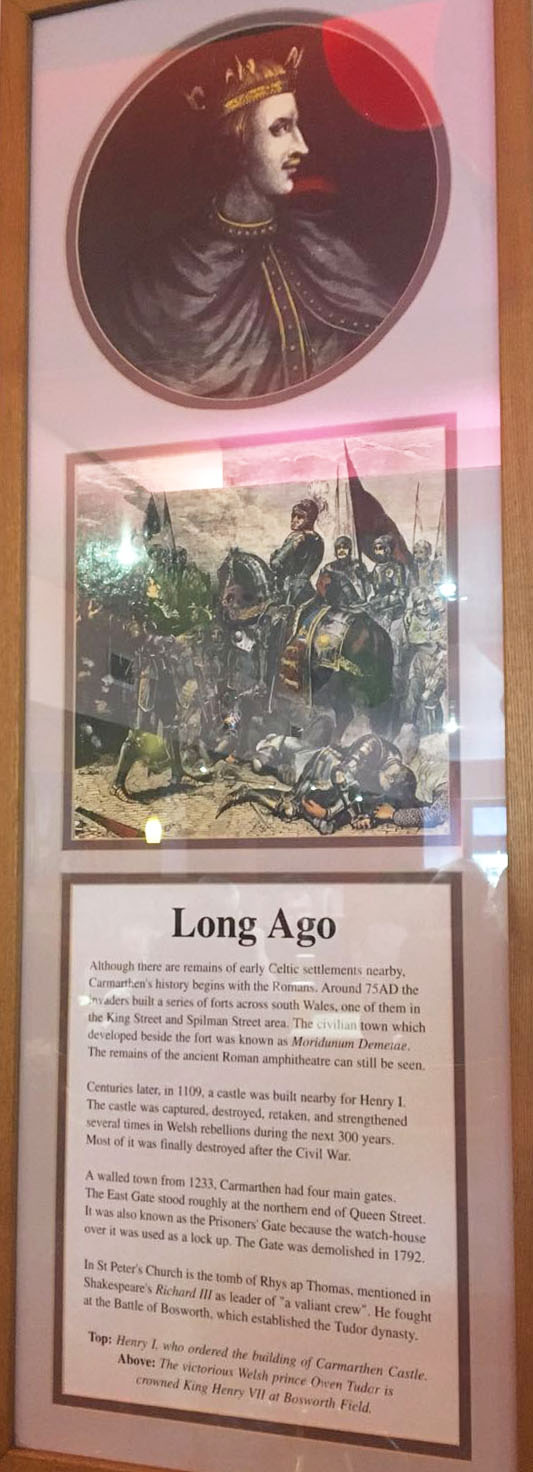 Long Ago
Although there are remains of early Celtic settlements nearby,
Carmarthen's history begins with the Romans. Around 75AD the
invaders built a series of forts across south Wales, one of them in
the King Street and Spilman Street area. The civilian town which
developed beside the fort was known as Moridunum Demetae.
The remains of the ancient Roman amphitheatre can still be seen.
Centuries later, in 1109, a castle was built nearby for Henry I.
The castle was captured, destroyed, retaken, and strengthened
several times in Welsh rebellions during the next 300 years.
Most of it was finally destroyed after the Civil War.
A walled town from 1233, Carmarthen had four main gates.
The East Gate stood roughly at the northern end of Queen Street.
It was also known as the Prisoners' Gate because the watch-house
over it was used as a lock up. The Gate was demolished in 1792.
In St Peter's Church is the tomb of Rhys ap Thomas, mentioned in
Shakespeare's Richard III as leader of "a valiant crew". He fought
at the Battle of Bosworth, which established the Tudor dynasty.
Top: Henry I, who ordered the building of Carmarthen Castle.
Above: The victorious Welsh prince Owen Tudor is
crowned King Henry VII at Bosworth Field.